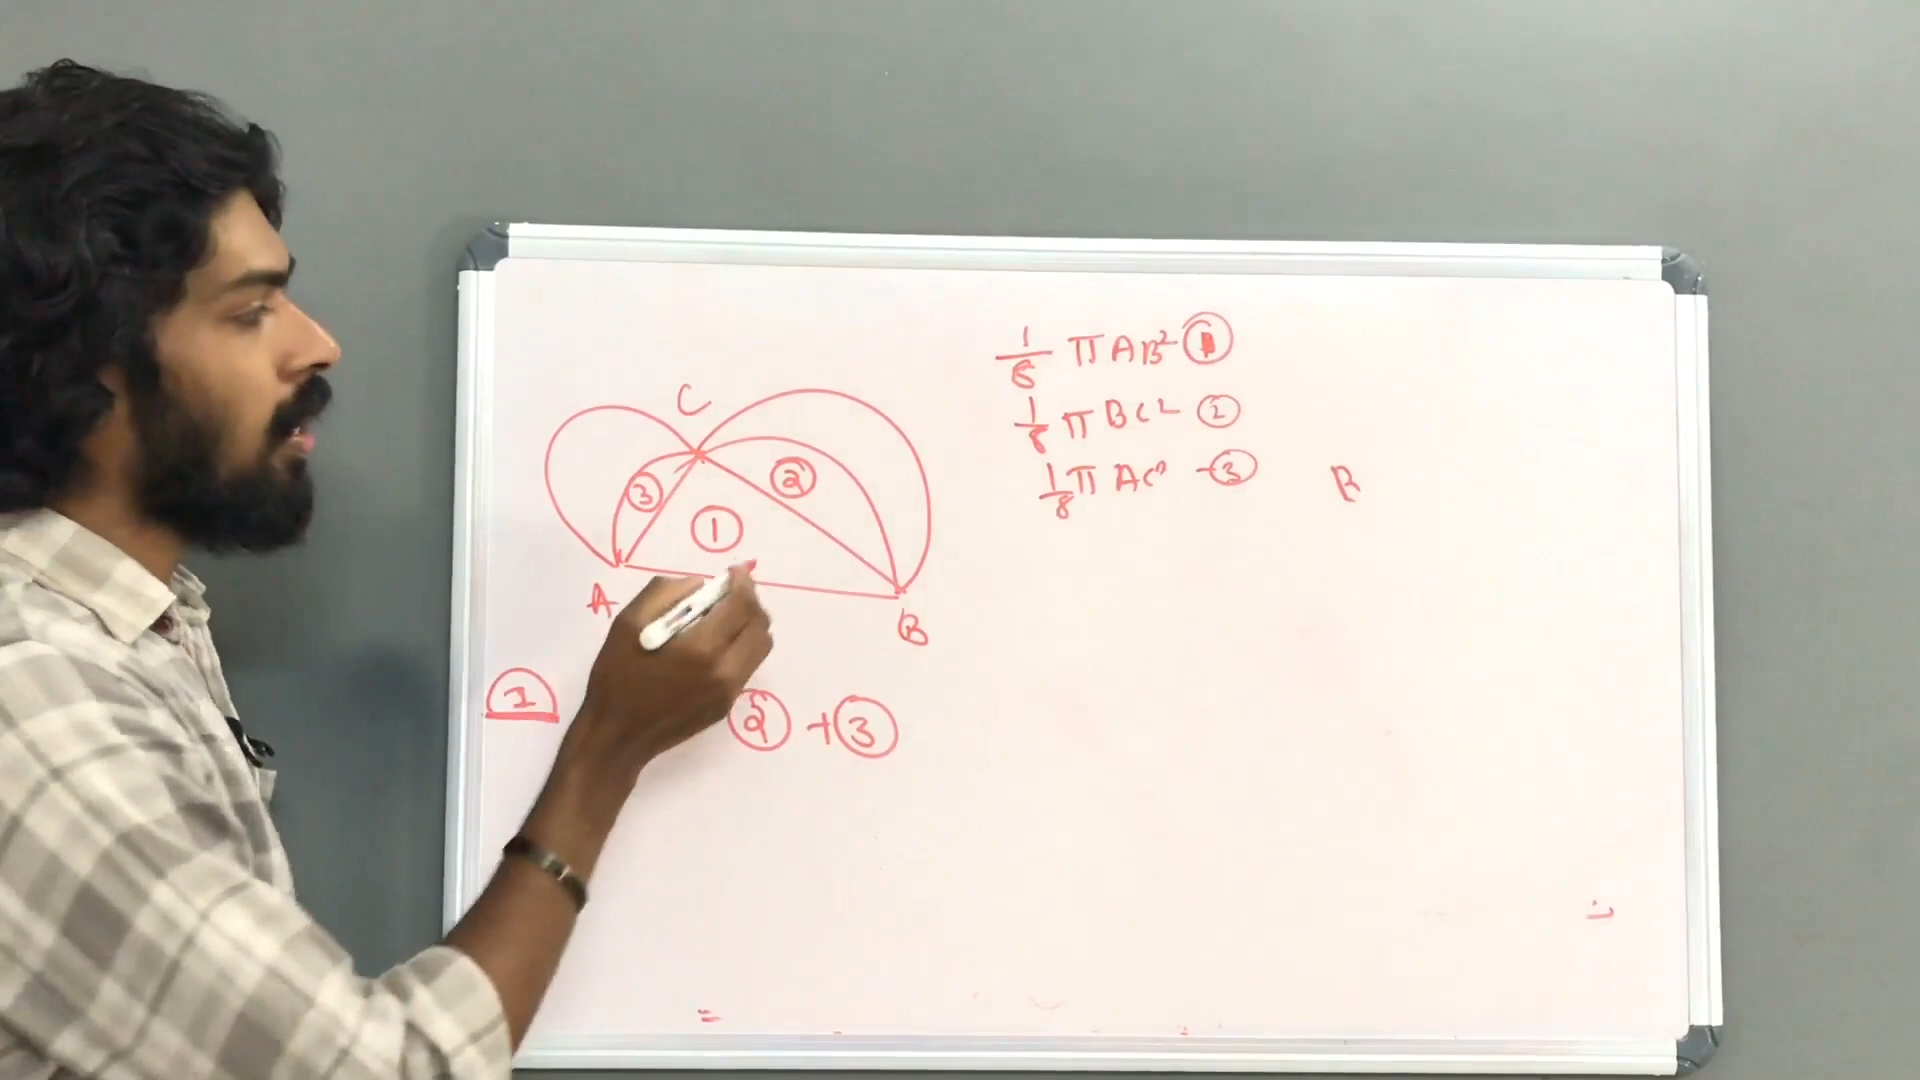 C
③ ②
①
A B
1 ② + ③
1/8 π AB² ①
1/8 π BC² ②
1/8 π AC² - ③